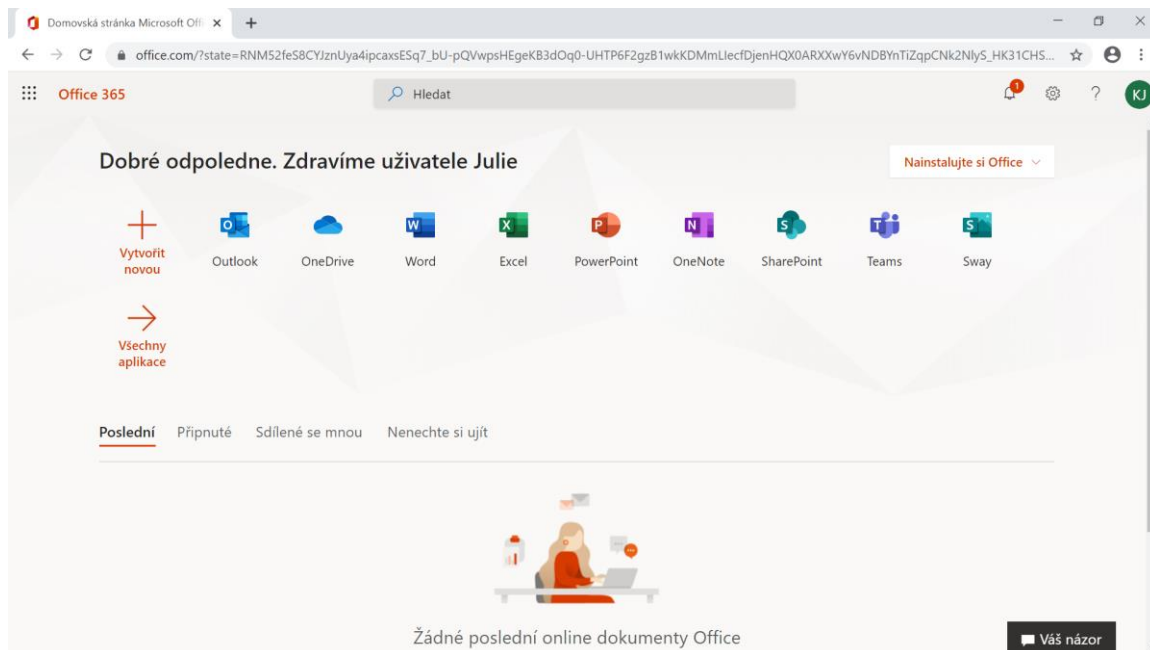 Domovská stránka Microsoft Offi
office.com/?state=RNM52feS8CYJznUya4ipcaxsESq7_bU-pQVwpsHEgeKB3dOq0-UHTP6F2gzB1wkKDMmLIecfDjenHQX0ARXXwY6vNDBYnTiZqpCNk2NlyS_HK31CHS...
Office 365
Hledat
1
?
KJ
Dobré odpoledne. Zdravíme uživatele Julie
Nainstalujte si Office
Vytvořit
novou
Outlook
OneDrive
Word
Excel
PowerPoint
OneNote
SharePoint
Teams
Sway
Všechny
aplikace
Poslední Připnuté Sdílené se mnou Nenechte si ujít
Žádné poslední online dokumenty Office
Váš názor